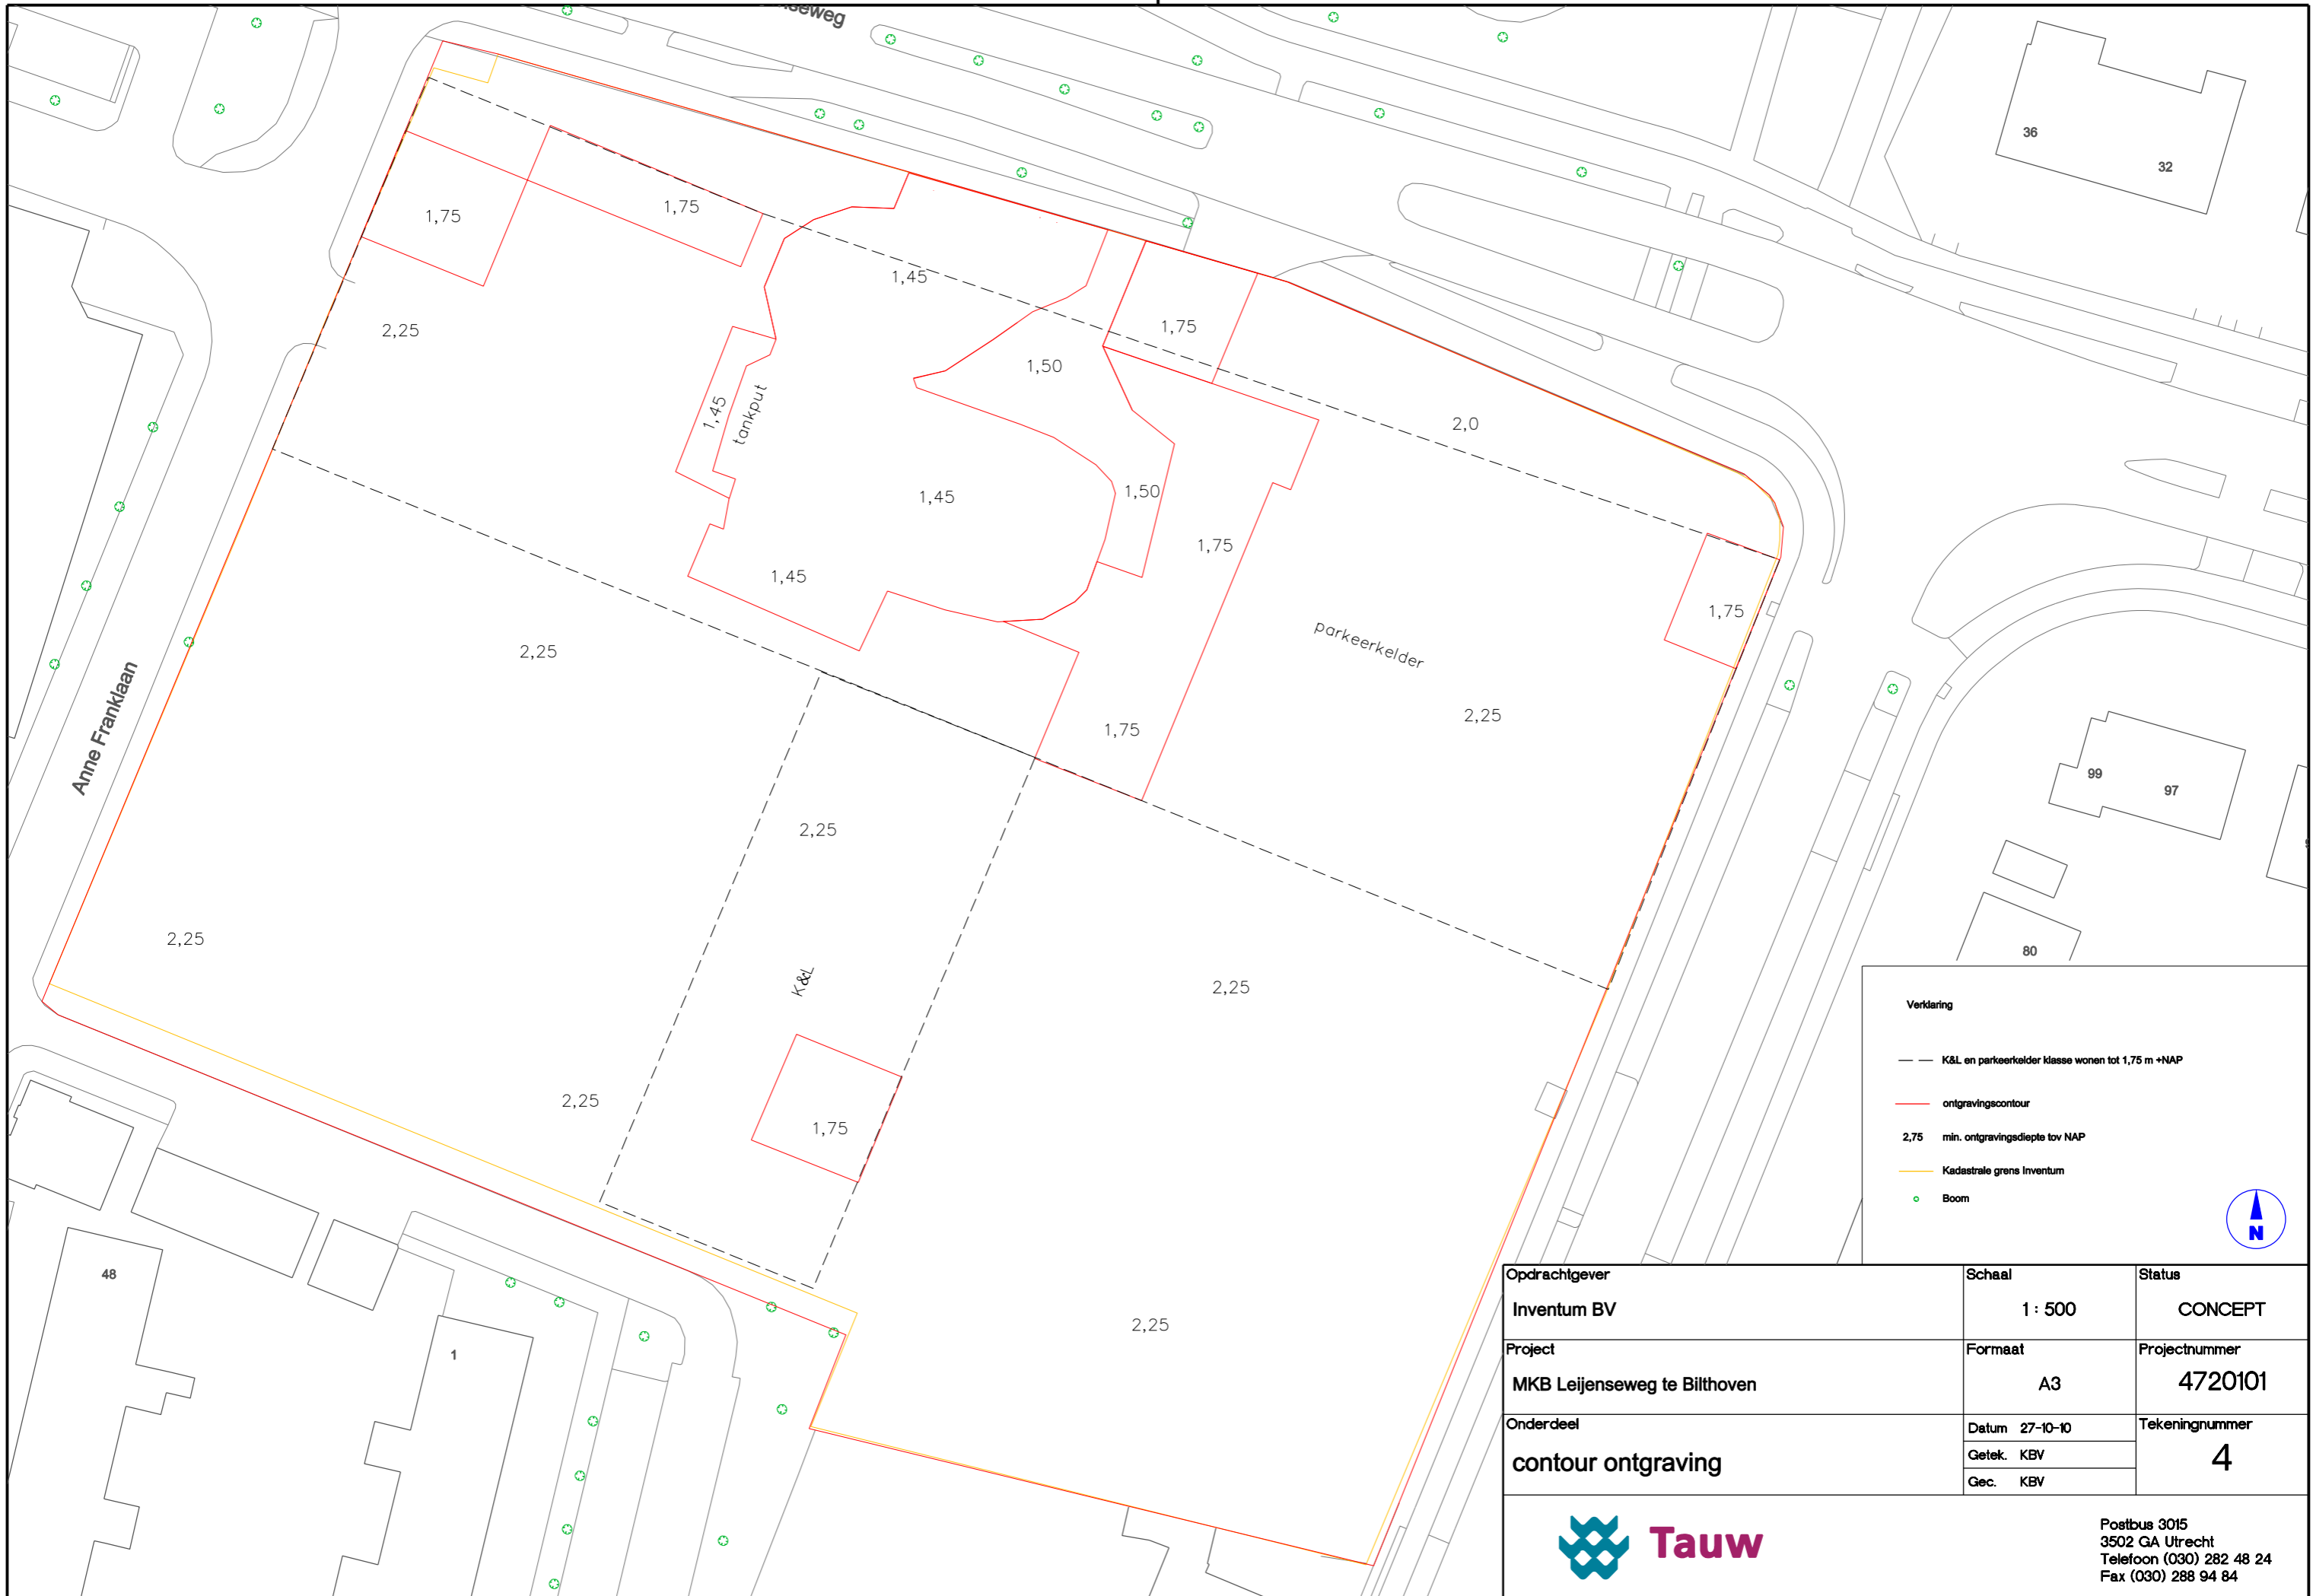 36
32
1,75
1,75
1,45
2,25
1,75
1,50
1,45
tankput
2,0
1,45
1,50
1,75
1,45
1,75
parkeerkelder
2,25
Anne Franklaan
2,25
1,75
99
97
2,25
2,25
80
K&L
2,25
2,25
1,75
48
1
2,25
Verklaring
K&L en parkeerkelder klasse wonen tot 1,75 m +NAP
ontgravingscontour
2,75 min. ontgravingsdiepte tov NAP
Kadastrale grens Inventum
Boom
N
Opdrachtgever
Inventum BV
Schaal
1 : 500
Status
CONCEPT
Project
MKB Leijenseweg te Bilthoven
Formaat
A3
Projectnummer
4720101
Onderdeel
contour ontgraving
Datum 27-10-10
Getek. KBV
Gec. KBV
Tekeningnummer
4
Tauw
Postbus 3015
3502 GA Utrecht
Telefoon (030) 282 48 24
Fax (030) 288 94 84